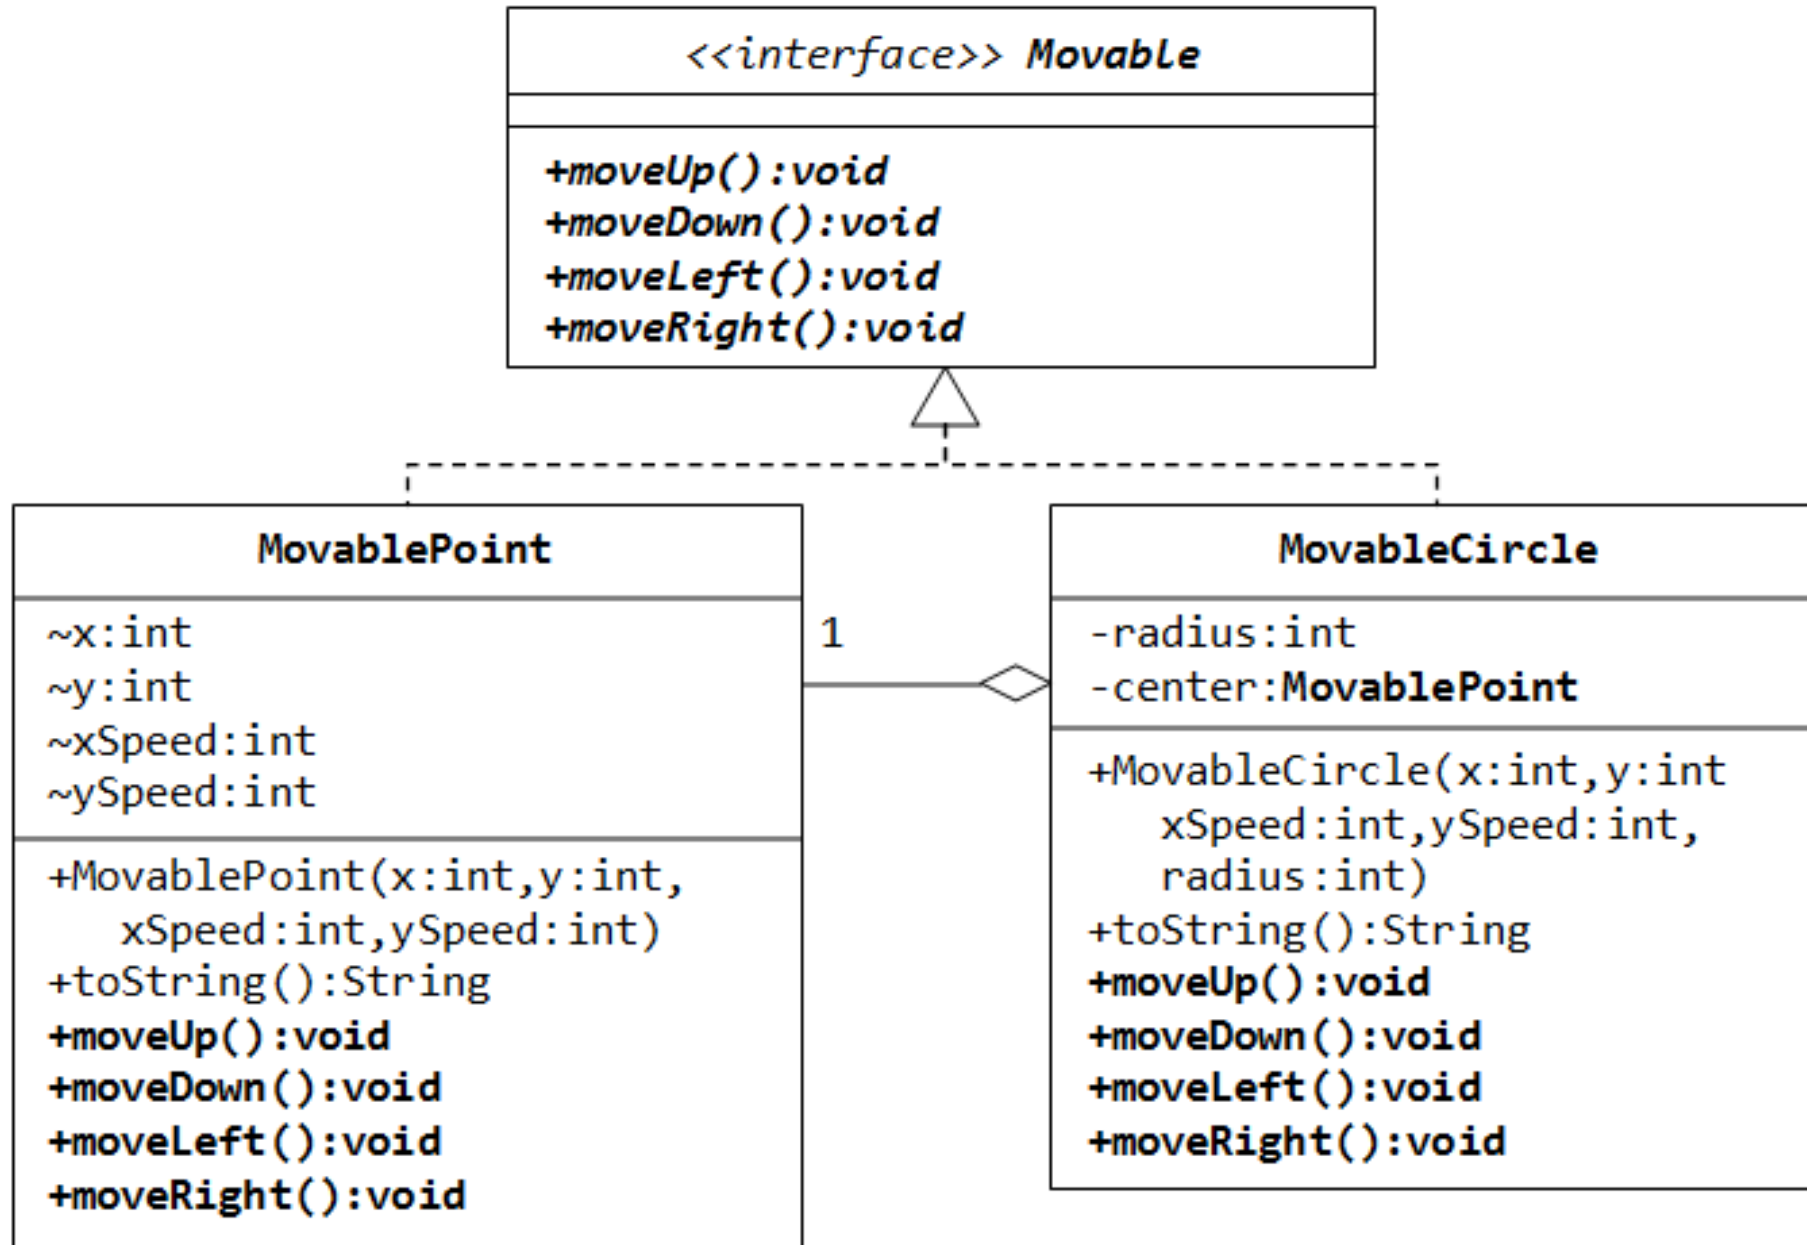 <<interface>> Movable
+moveUp():void
+moveDown():void
+moveLeft():void
+moveRight():void
MovablePoint
~x:int
~y:int
~xSpeed:int
~ySpeed:int
+MovablePoint(x:int,y:int,
xSpeed:int,ySpeed:int)
+toString():String
+moveUp():void
+moveDown():void
+moveLeft():void
+moveRight():void
1
MovableCircle
-radius:int
-center:MovablePoint
+MovableCircle(x:int,y:int
xSpeed:int,ySpeed:int,
radius:int)
+toString():String
+moveUp():void
+moveDown():void
+moveLeft():void
+moveRight():void